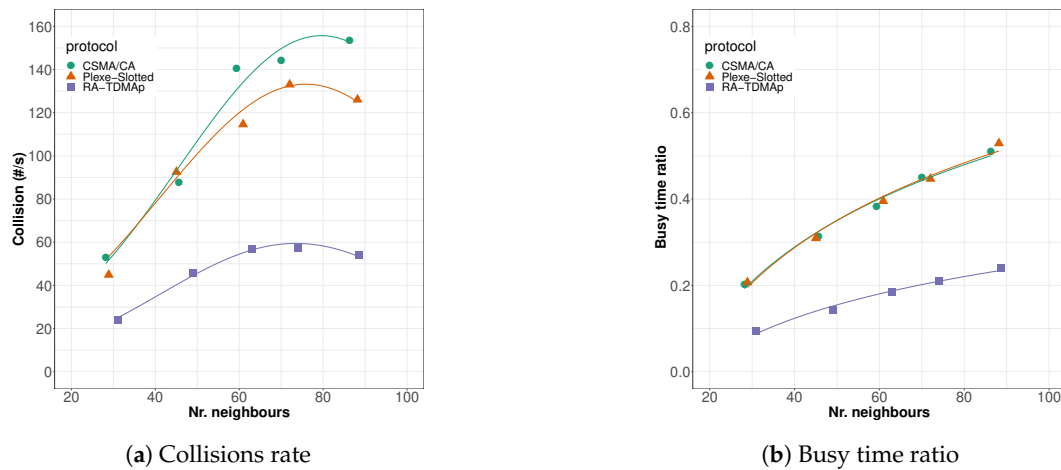 160
140
120
100
80
60
40
20
0
Collision (#/s)
protocol
CSMA/CA
Plexe-Slotted
RA-TDMAp
20 40 60 80 100
Nr. neighbours
(a) Collisions rate
0.8
0.6
0.4
0.2
0.0
Busy time ratio
protocol
CSMA/CA
Plexe-Slotted
RA-TDMAp
20 40 60 80 100
Nr. neighbours
(b) Busy time ratio